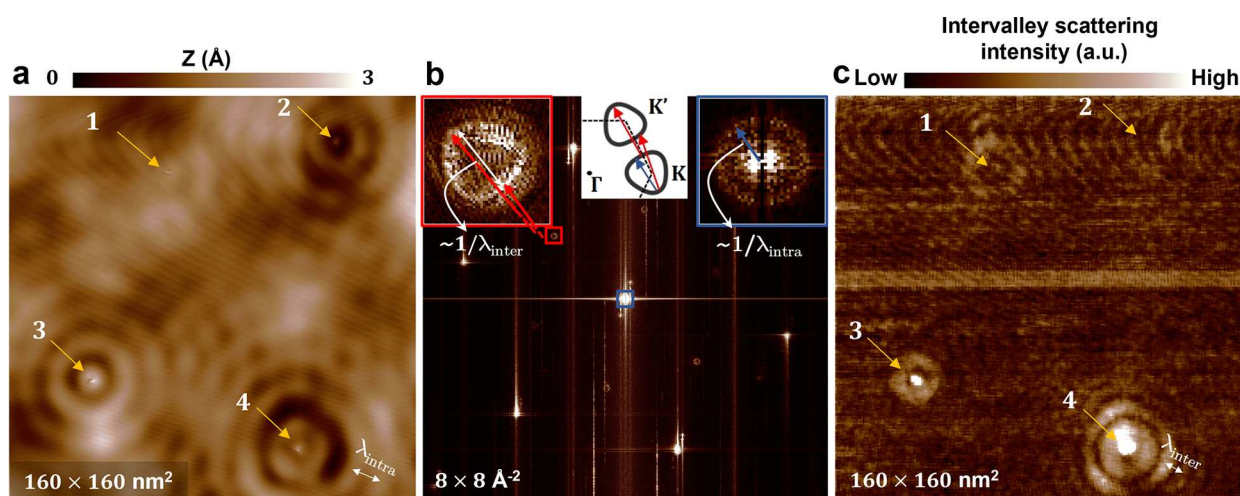 Intervalley scattering
intensity (a.u.)
Z (Å)
a 0 3
b
c Low High
1
2
3
4
λintra
160 × 160 nm²
K'
K
Γ
~1/λinter
~1/λintra
8 × 8 Å⁻²
1
2
3
4
λinter
160 × 160 nm²